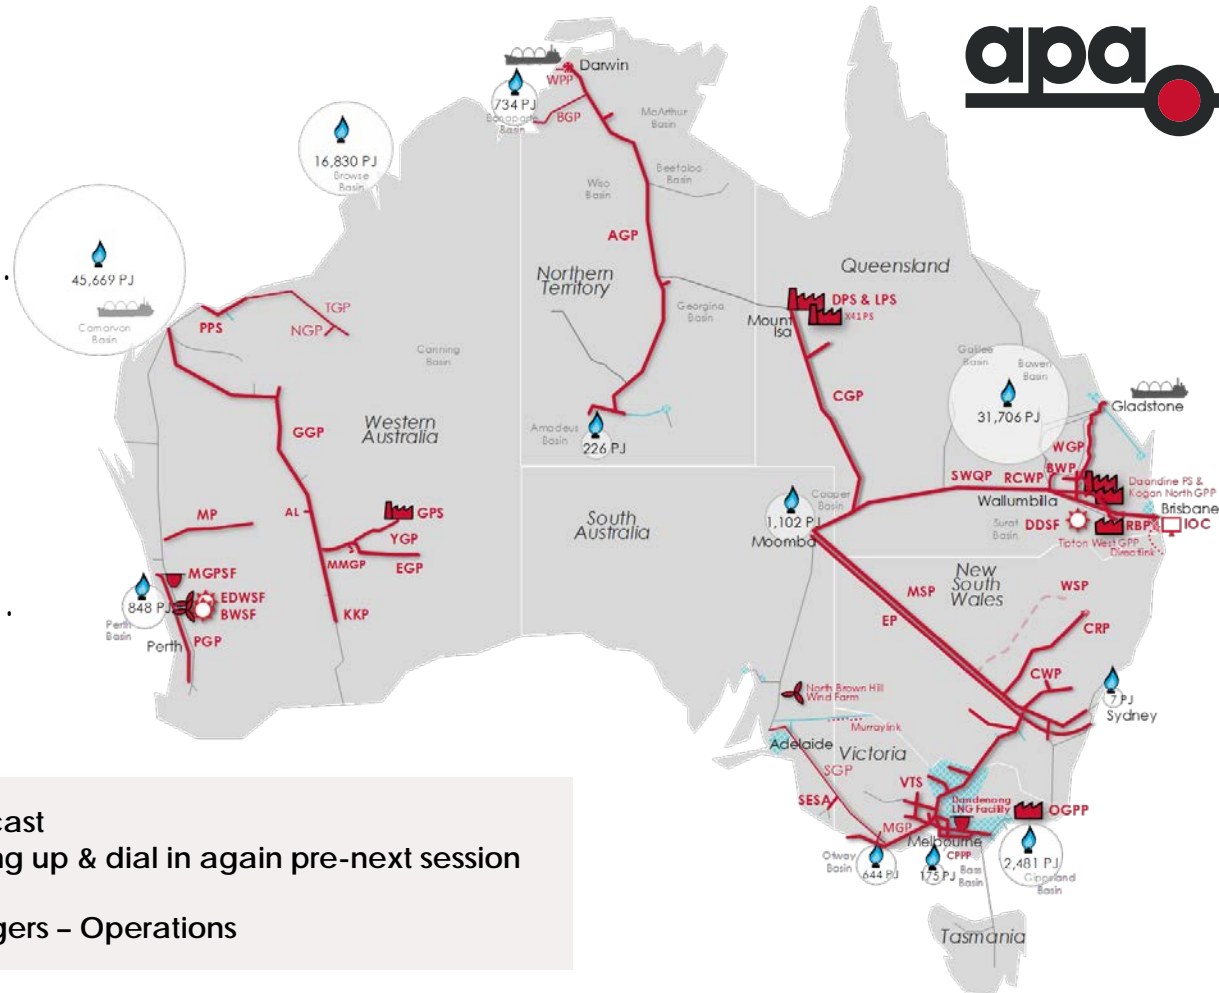 apa
Darwin
WPP
734 PJ
Bonaparte
Basin
BGP
McArthur
Basin
16,830 PJ
Browse
Basin
Beetaloo
Basin
Wiso
Basin
AGP
45,669 PJ
Carnarvon
Basin
Northern
Territory
Queensland
DPS & LPS
X41 PS
Mount
Isa
Georgina
Basin
TGP
NGP
PPS
Canning
Basin
Galilee
Basin
Bowen
Basin
31,706 PJ
Gladstone
CGP
GGP
Western
Australia
Amadeus
Basin
226 PJ
WGP
SWQP
RCWP
BWP
Wallumbilla
Daandine PS &
Kogan North GPP
Brisbane
IOC
RBP
DDSF
Surat
Basin
Tipton West GPP
Directlink
Cooper
Basin
1,102 PJ
Moomba
South
Australia
MP
AL
GPS
YGP
MMGP
EGP
KKP
MGPSF
EDWSF
BWSF
848 PJ
Perth
Basin
Perth
PGP
New
South
Wales
MSP
EP
WSP
CRP
CWP
7 PJ
Sydney
North Brown Hill
Wind Farm
Murraylink
Adelaide
Victoria
SGP
SESA
VTS
Dandenong
LNG Facility
OGPP
MGP
Melbourne
CPPP
Otway
Basin
644 PJ
175 PJ
Bass
Basin
2,481 PJ
Gippsland
Basin
Tasmania
cast
ng up & dial in again pre-next session
gers – Operations